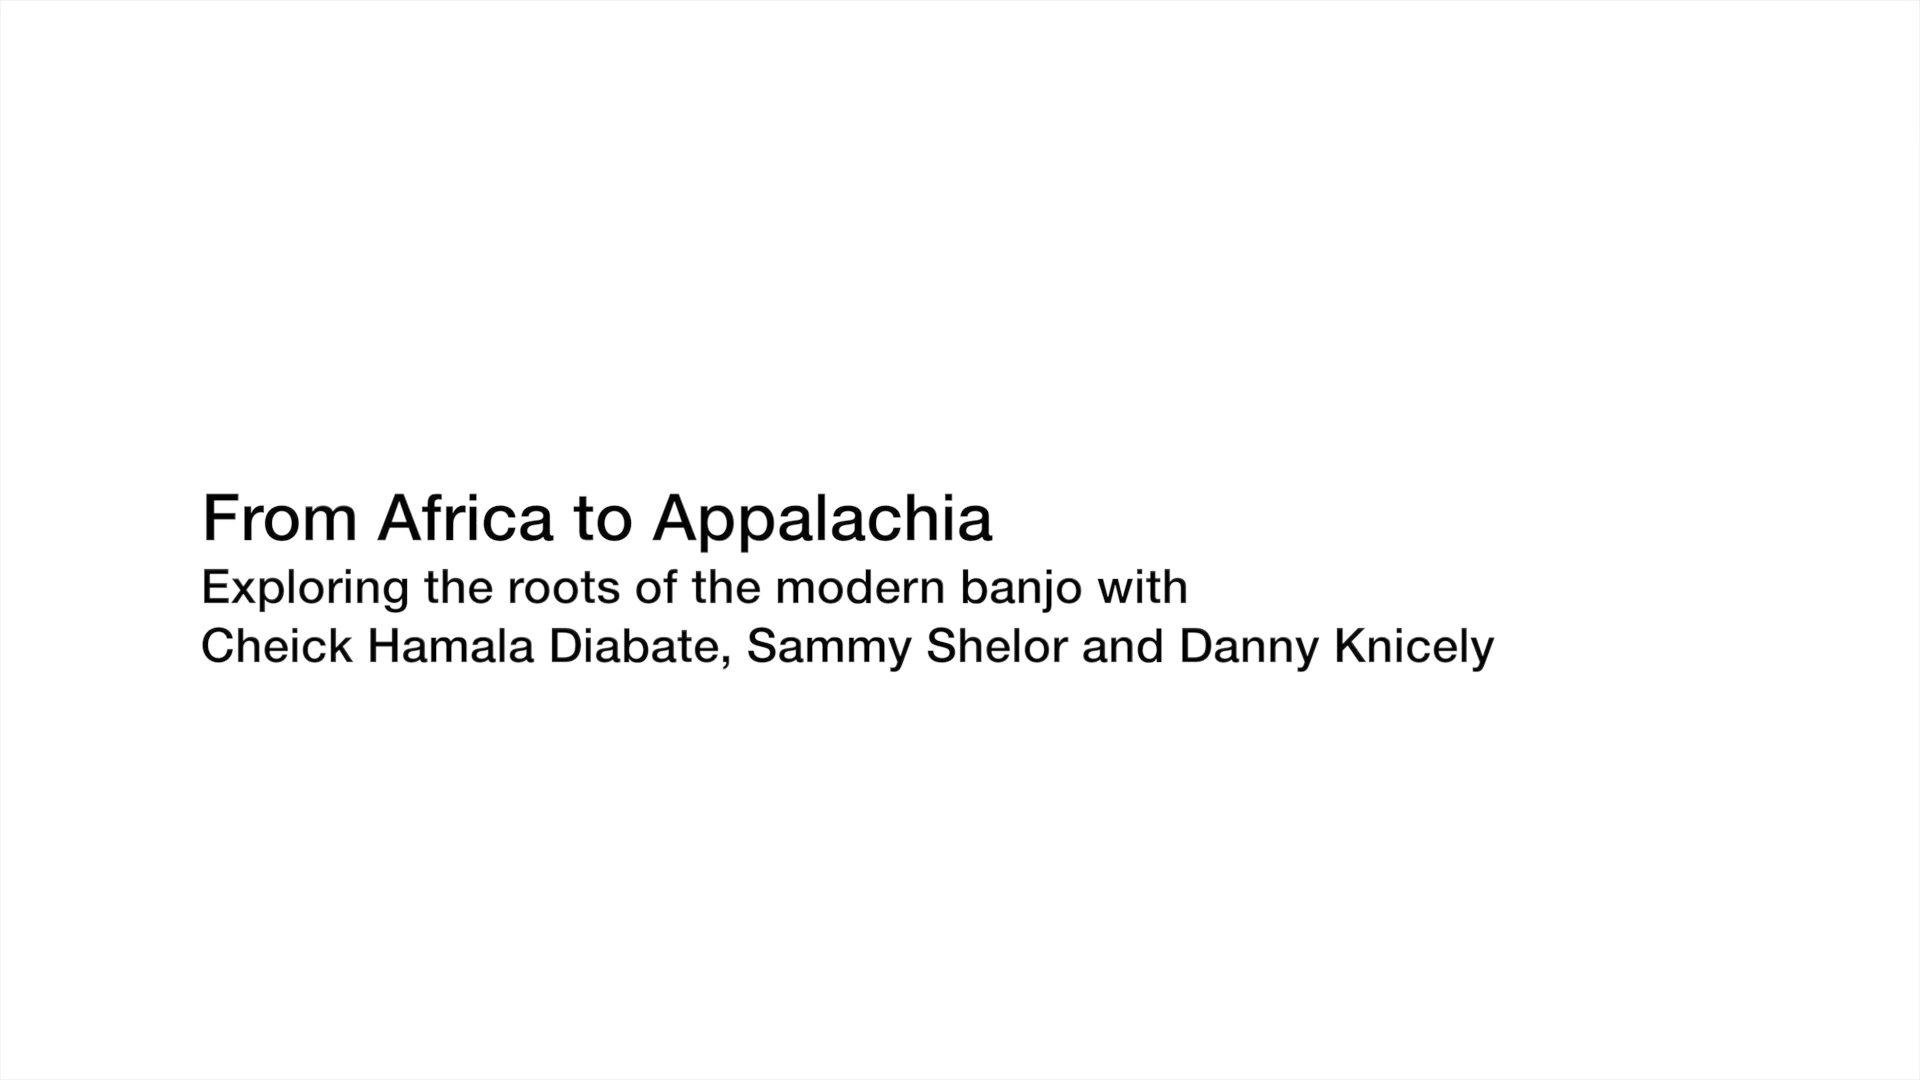 From Africa to Appalachia
Exploring the roots of the modern banjo with
Cheick Hamala Diabate, Sammy Shelor and Danny Knicely